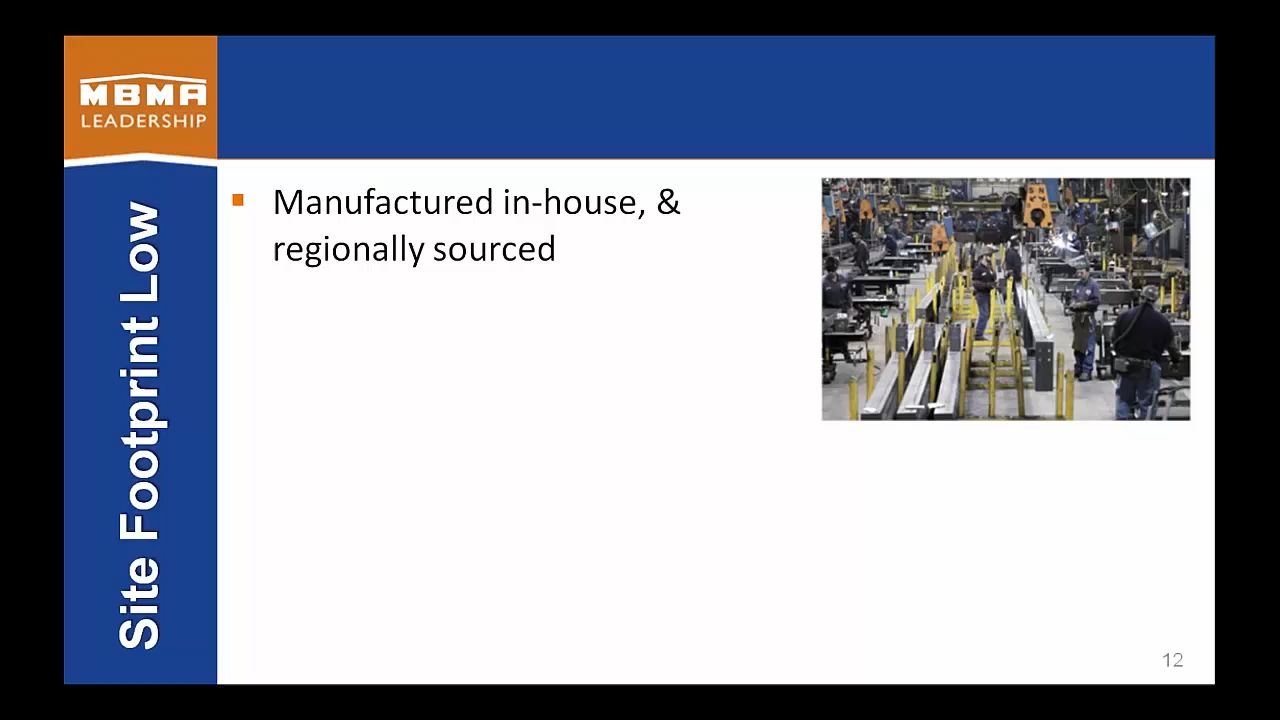 MBMA
LEADERSHIP
Site Footprint Low
▪ Manufactured in-house, &
regionally sourced
12